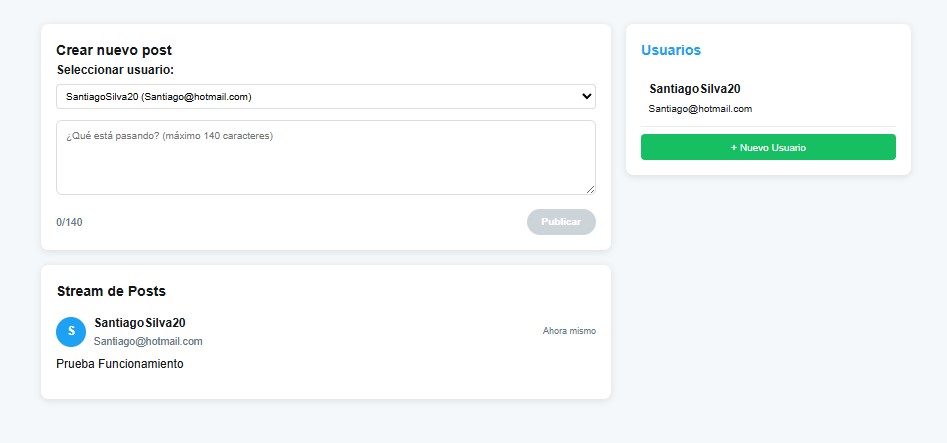 Crear nuevo post
Seleccionar usuario:
SantiagoSilva20 (Santiago@hotmail.com)
¿Qué está pasando? (máximo 140 caracteres)
0/140
Publicar
Usuarios
SantiagoSilva20
Santiago@hotmail.com
+ Nuevo Usuario
Stream de Posts
S
SantiagoSilva20
Santiago@hotmail.com
Ahora mismo
Prueba Funcionamiento